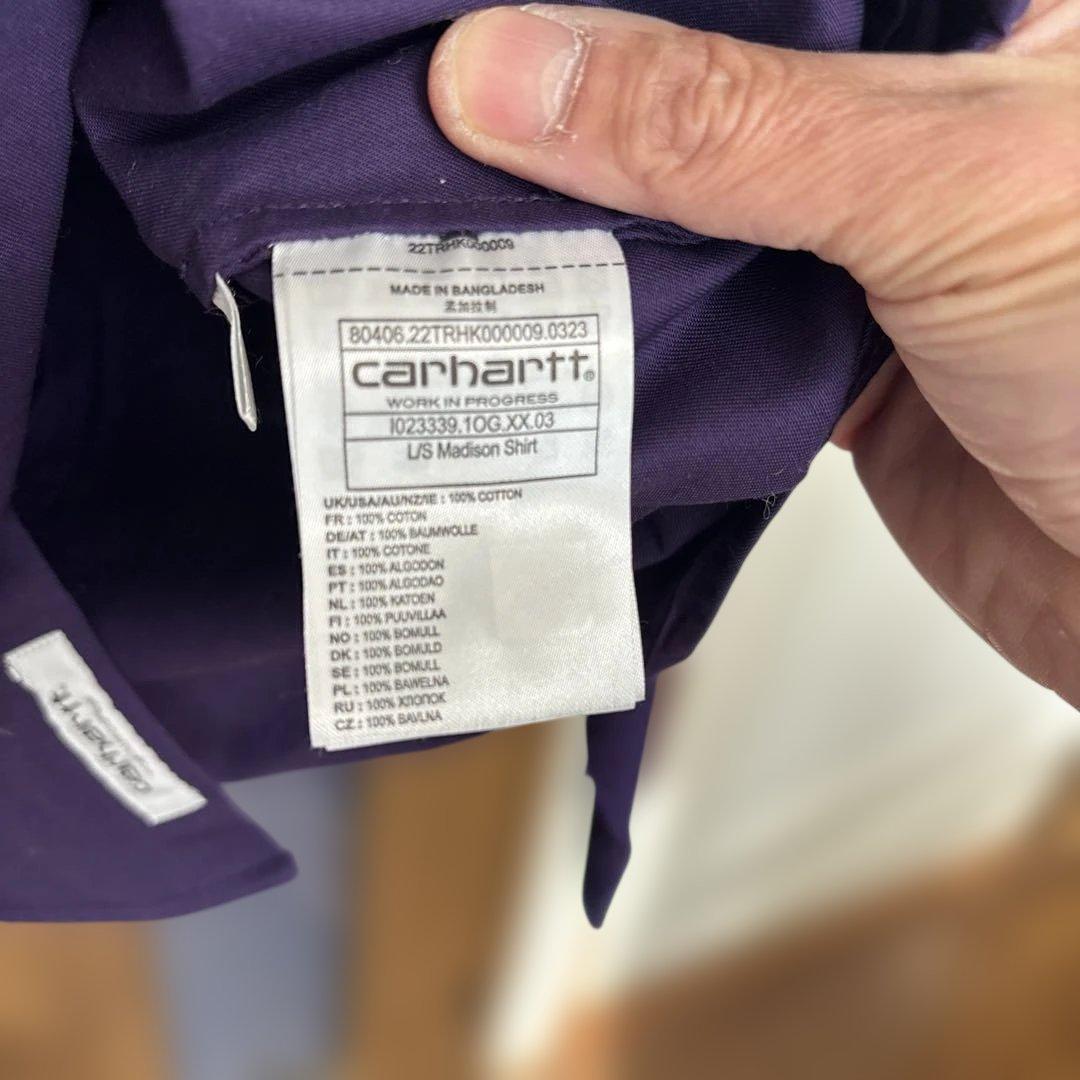 22TRHK000009
MADE IN BANGLADESH
孟加拉制
80406.22TRHK000009.0323
carhartt®
WORK IN PROGRESS
I023339.1OG.XX.03
L/S Madison Shirt
UK/USA/AU/NZ/IE : 100% COTTON
FR : 100% COTON
DE/AT : 100% BAUMWOLLE
IT : 100% COTONE
ES : 100% ALGODON
PT : 100% ALGODAO
NL : 100% KATOEN
FI : 100% PUUVILLAA
NO : 100% BOMULL
DK : 100% BOMULD
SE : 100% BOMULL
PL : 100% BAWELNA
RU : 100% ХЛОПОК
CZ : 100% BAVLNA
carhartt.